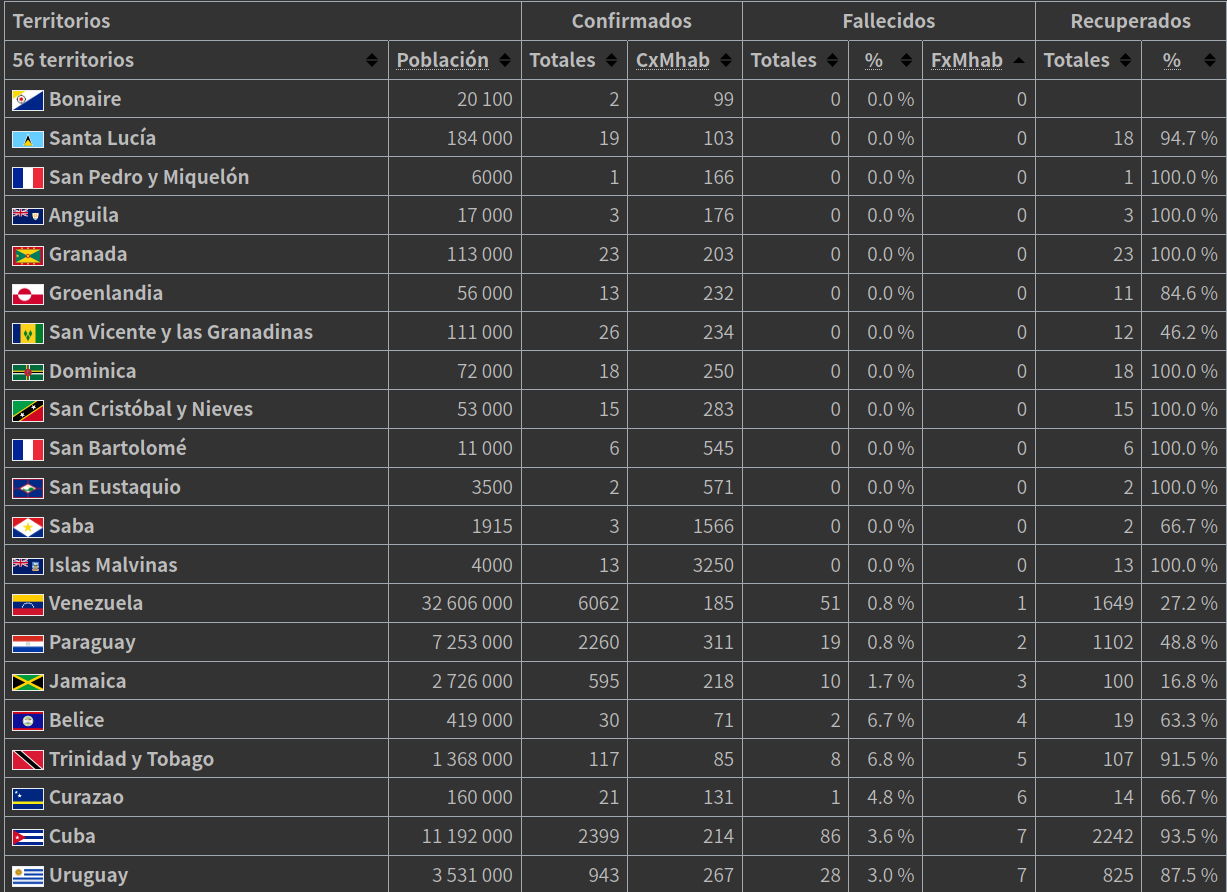 Territorios Confirmados Fallecidos Recuperados
56 territorios Población Totales CxMhab Totales % FxMhab Totales %
Bonaire 20 100 2 99 0 0.0 % 0
Santa Lucía 184 000 19 103 0 0.0 % 0 18 94.7 %
San Pedro y Miquelón 6000 1 166 0 0.0 % 0 1 100.0 %
Anguila 17 000 3 176 0 0.0 % 0 3 100.0 %
Granada 113 000 23 203 0 0.0 % 0 23 100.0 %
Groenlandia 56 000 13 232 0 0.0 % 0 11 84.6 %
San Vicente y las Granadinas 111 000 26 234 0 0.0 % 0 12 46.2 %
Dominica 72 000 18 250 0 0.0 % 0 18 100.0 %
San Cristóbal y Nieves 53 000 15 283 0 0.0 % 0 15 100.0 %
San Bartolomé 11 000 6 545 0 0.0 % 0 6 100.0 %
San Eustaquio 3500 2 571 0 0.0 % 0 2 100.0 %
Saba 1915 3 1566 0 0.0 % 0 2 66.7 %
Islas Malvinas 4000 13 3250 0 0.0 % 0 13 100.0 %
Venezuela 32 606 000 6062 185 51 0.8 % 1 1649 27.2 %
Paraguay 7 253 000 2260 311 19 0.8 % 2 1102 48.8 %
Jamaica 2 726 000 595 218 10 1.7 % 3 100 16.8 %
Belice 419 000 30 71 2 6.7 % 4 19 63.3 %
Trinidad y Tobago 1 368 000 117 85 8 6.8 % 5 107 91.5 %
Curazao 160 000 21 131 1 4.8 % 6 14 66.7 %
Cuba 11 192 000 2399 214 86 3.6 % 7 2242 93.5 %
Uruguay 3 531 000 943 267 28 3.0 % 7 825 87.5 %